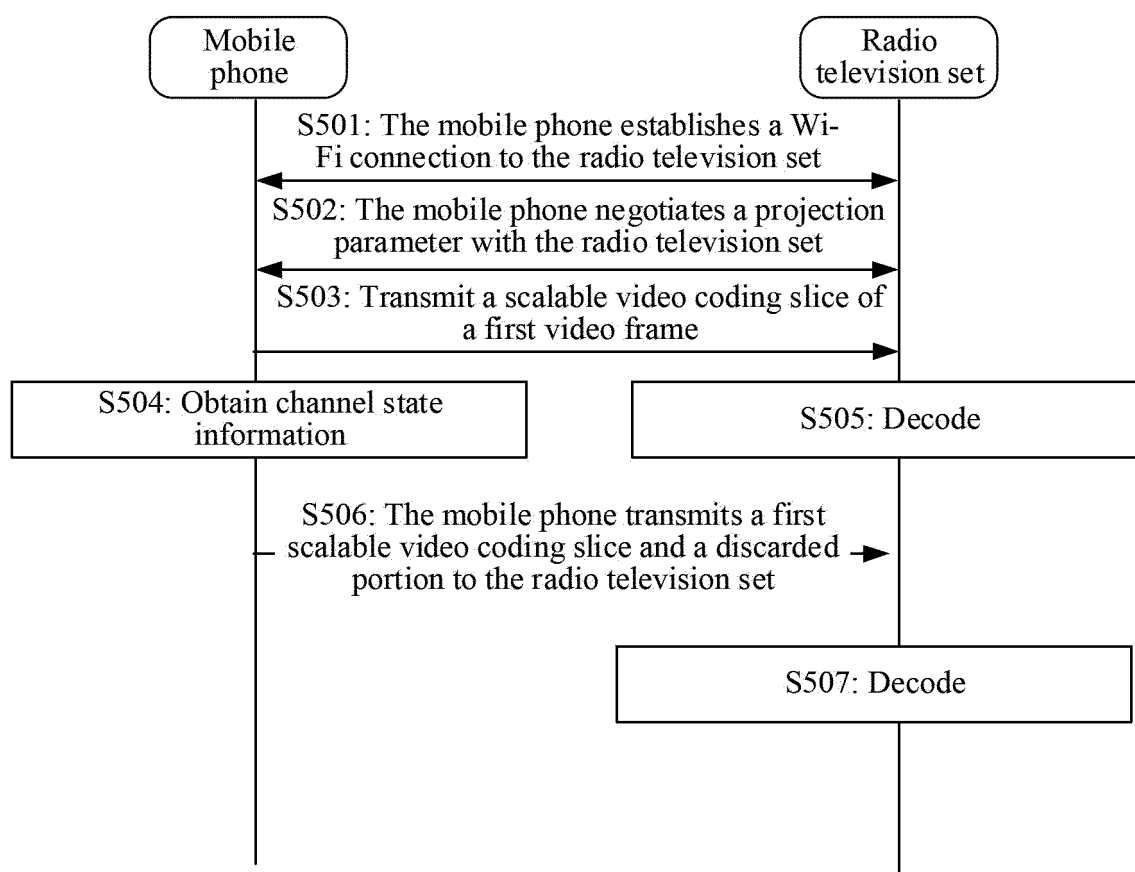 Mobile
phone
Radio
television set
S501: The mobile phone establishes a Wi-
Fi connection to the radio television set
S502: The mobile phone negotiates a projection
parameter with the radio television set
S503: Transmit a scalable video coding slice of
a first video frame
S504: Obtain channel state
information
S505: Decode
S506: The mobile phone transmits a first
scalable video coding slice and a discarded
portion to the radio television set
S507: Decode